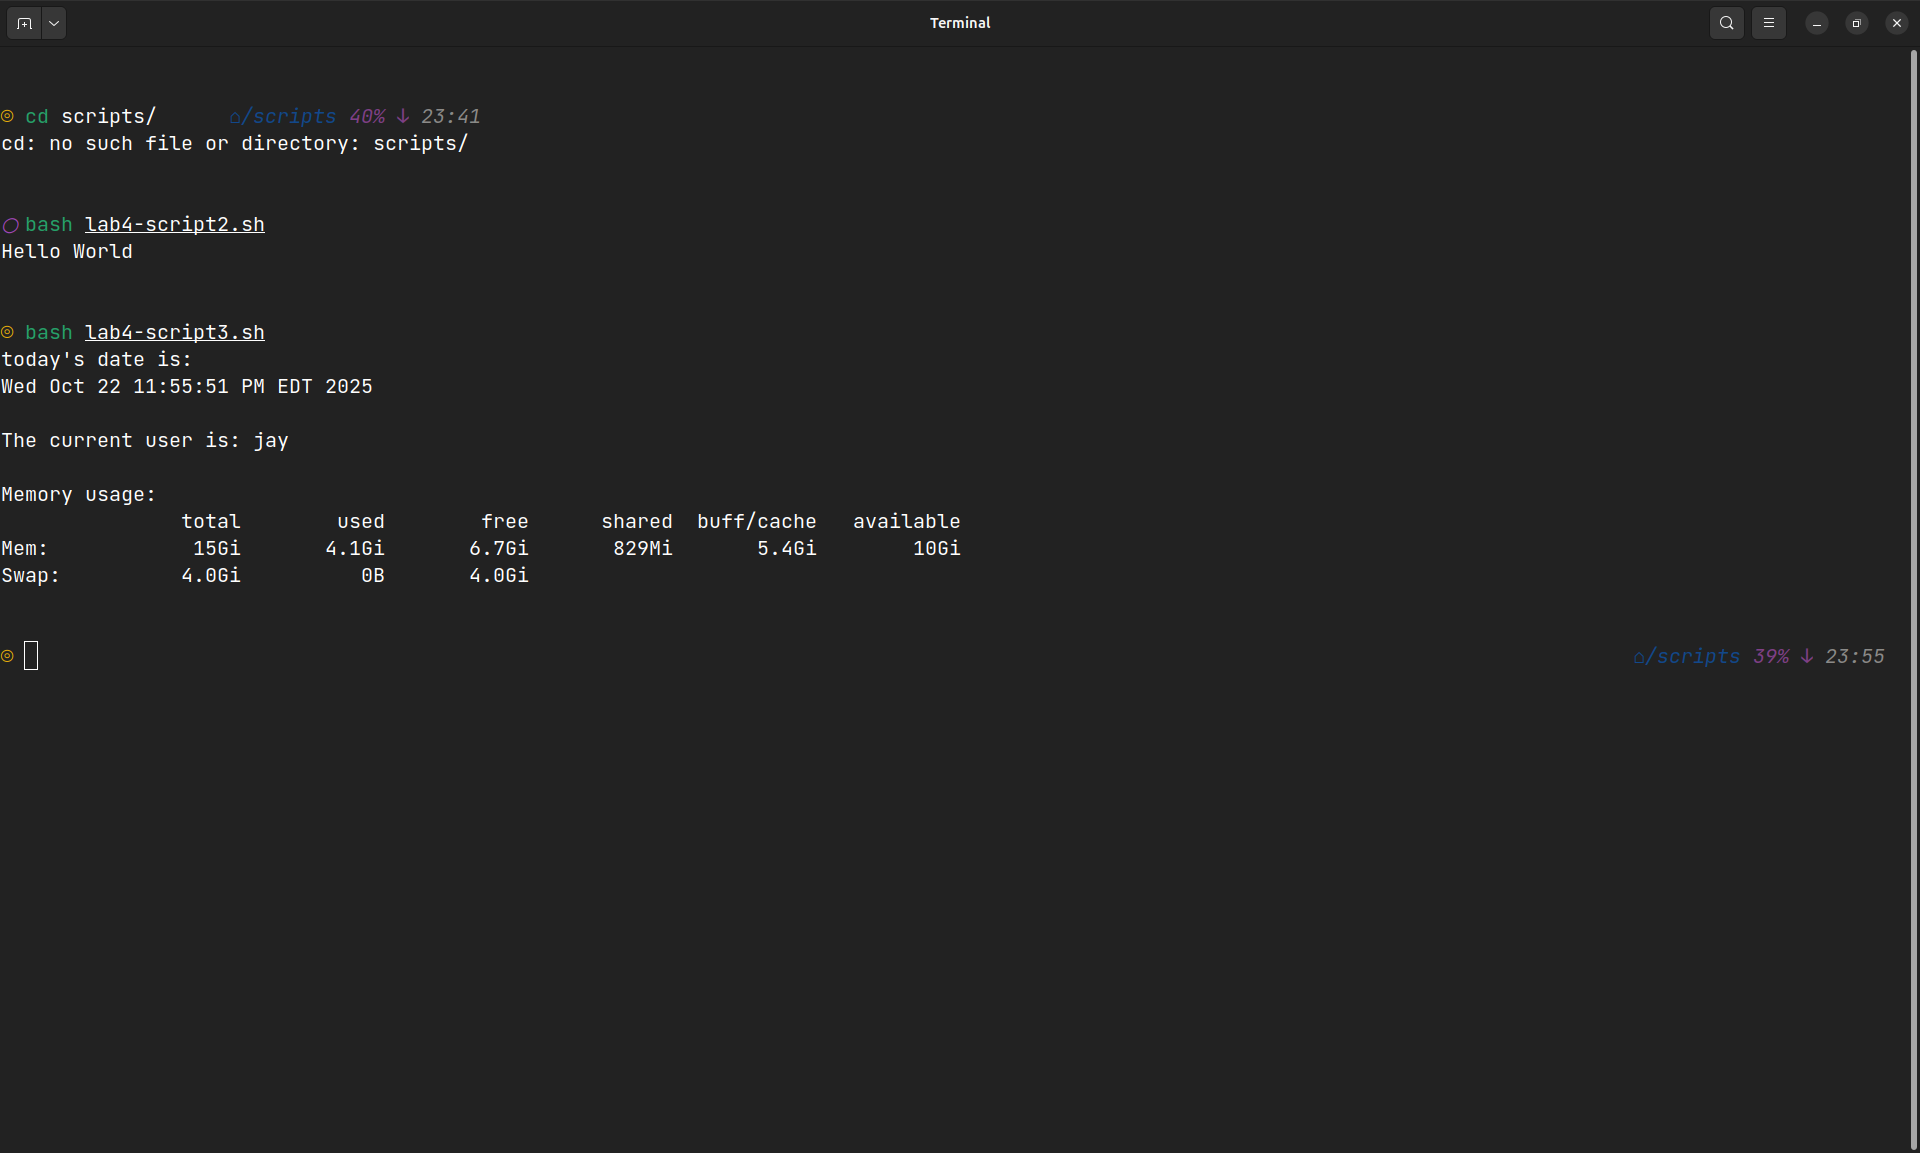 Terminal
◎ cd scripts/ ⌂/scripts 40% ↓ 23:41
cd: no such file or directory: scripts/
◯ bash lab4-script2.sh
Hello World
◎ bash lab4-script3.sh
today's date is:
Wed Oct 22 11:55:51 PM EDT 2025
The current user is: jay
Memory usage:
total used free shared buff/cache available
Mem: 15Gi 4.1Gi 6.7Gi 829Mi 5.4Gi 10Gi
Swap: 4.0Gi 0B 4.0Gi
◎ ⌂/scripts 39% ↓ 23:55